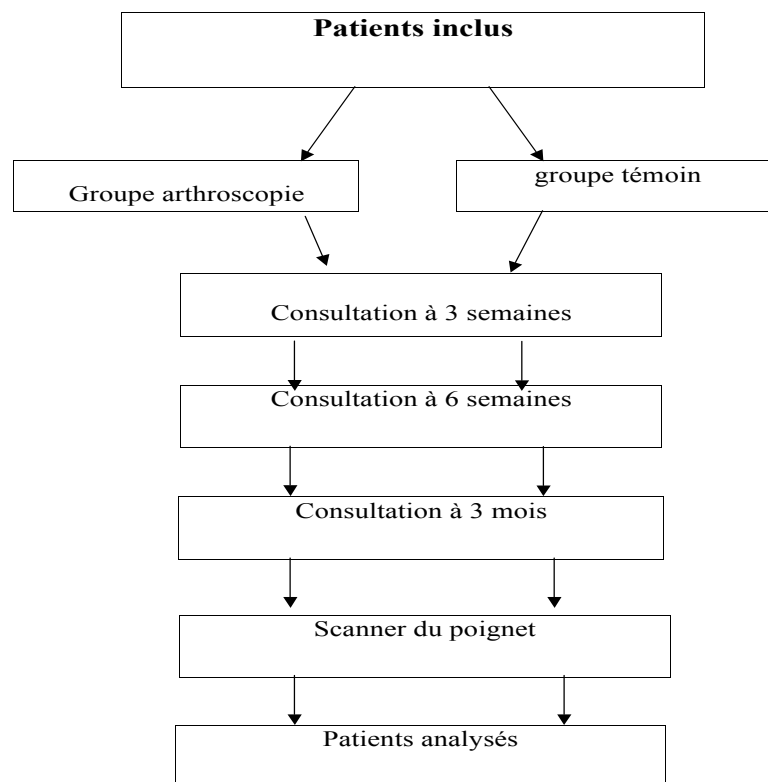 Patients inclus
Groupe arthroscopie
groupe témoin
Consultation à 3 semaines
Consultation à 6 semaines
Consultation à 3 mois
Scanner du poignet
Patients analysés